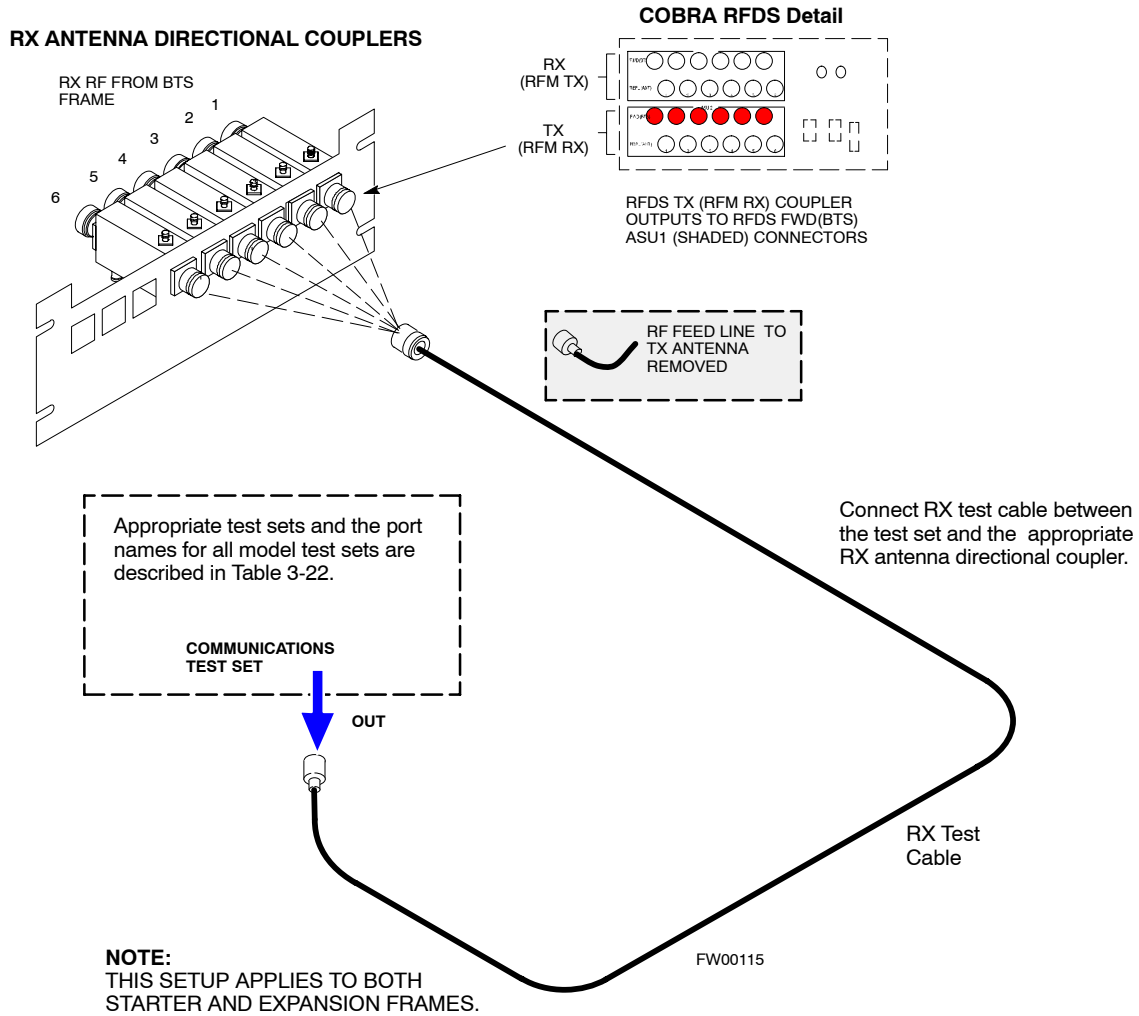 COBRA RFDS Detail
RX ANTENNA DIRECTIONAL COUPLERS
RX RF FROM BTS
FRAME
1
2
3
4
5
6
RX
(RFM TX)
TX
(RFM RX)
RFDS TX (RFM RX) COUPLER
OUTPUTS TO RFDS FWD(BTS)
ASU1 (SHADED) CONNECTORS
RF FEED LINE TO
TX ANTENNA
REMOVED
Appropriate test sets and the port
names for all model test sets are
described in Table 3-22.
COMMUNICATIONS
TEST SET
OUT
Connect RX test cable between
the test set and the appropriate
RX antenna directional coupler.
RX Test
Cable
NOTE:
THIS SETUP APPLIES TO BOTH
STARTER AND EXPANSION FRAMES.
FW00115